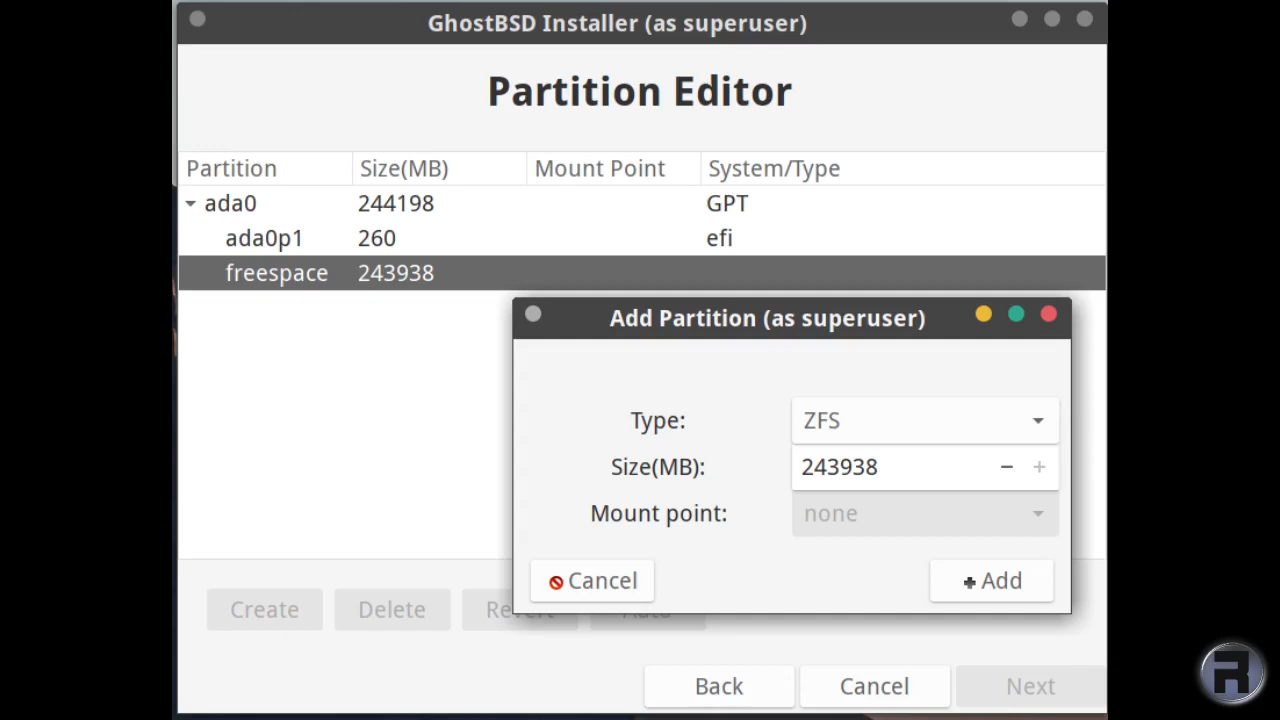 GhostBSD Installer (as superuser)
Partition Editor
Partition Size(MB) Mount Point System/Type
ada0 244198 GPT
ada0p1 260 efi
freespace 243938
Add Partition (as superuser)
Type: ZFS
Size(MB): 243938 − +
Mount point: none
Cancel Add
Create Delete Revert Auto
Back Cancel Next
R